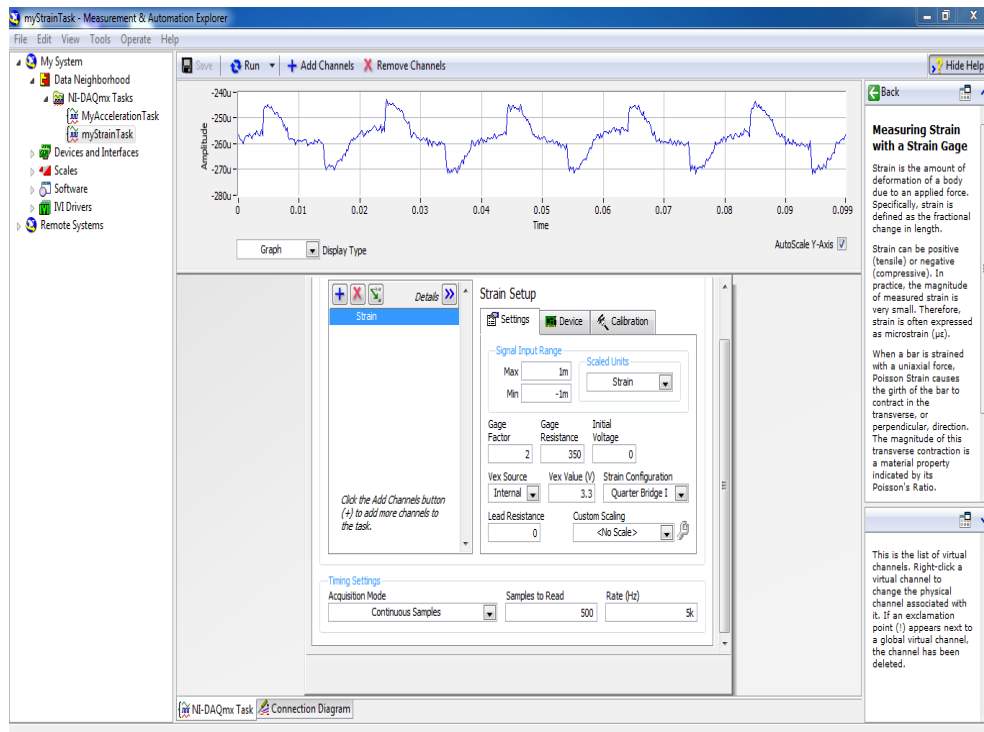 myStrainTask - Measurement & Automation Explorer
File Edit View Tools Operate Help
My System
Data Neighborhood
NI-DAQmx Tasks
MyAccelerationTask
myStrainTask
Devices and Interfaces
Scales
Software
IVI Drivers
Remote Systems
Save Run Add Channels Remove Channels
Hide Help
Amplitude
-240u
-250u
-260u
-270u
-280u
0 0.01 0.02 0.03 0.04 0.05 0.06 0.07 0.08 0.09 0.099
Time
Graph Display Type
AutoScale Y-Axis
Details
Strain
Click the Add Channels button
(+) to add more channels to
the task.
Strain Setup
Settings Device Calibration
Signal Input Range
Max 1m
Min -1m
Scaled Units
Strain
Gage Factor
2
Gage Resistance
350
Initial Voltage
0
Vex Source
Internal
Vex Value (V)
3.3
Strain Configuration
Quarter Bridge I
Lead Resistance
0
Custom Scaling
<No Scale>
Timing Settings
Acquisition Mode
Continuous Samples
Samples to Read
500
Rate (Hz)
5k
NI-DAQmx Task Connection Diagram
Back
Measuring Strain
with a Strain Gage
Strain is the amount of
deformation of a body
due to an applied force.
Specifically, strain is
defined as the fractional
change in length.
Strain can be positive
(tensile) or negative
(compressive). In
practice, the magnitude
of measured strain is
very small. Therefore,
strain is often expressed
as microstrain (µε).
When a bar is strained
with a uniaxial force,
Poisson Strain causes
the girth of the bar to
contract in the
transverse, or
perpendicular, direction.
The magnitude of this
transverse contraction is
a material property
indicated by its
Poisson's Ratio.
This is the list of virtual
channels. Right-click a
virtual channel to
change the physical
channel associated with
it. If an exclamation
point (!) appears next to
a global virtual channel,
the channel has been
deleted.